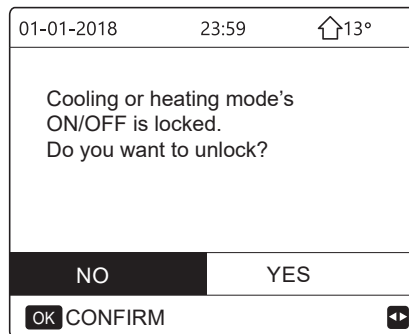 01-01-2018 23:59 13°
Cooling or heating mode's
ON/OFF is locked.
Do you want to unlock?
NO YES
OK CONFIRM